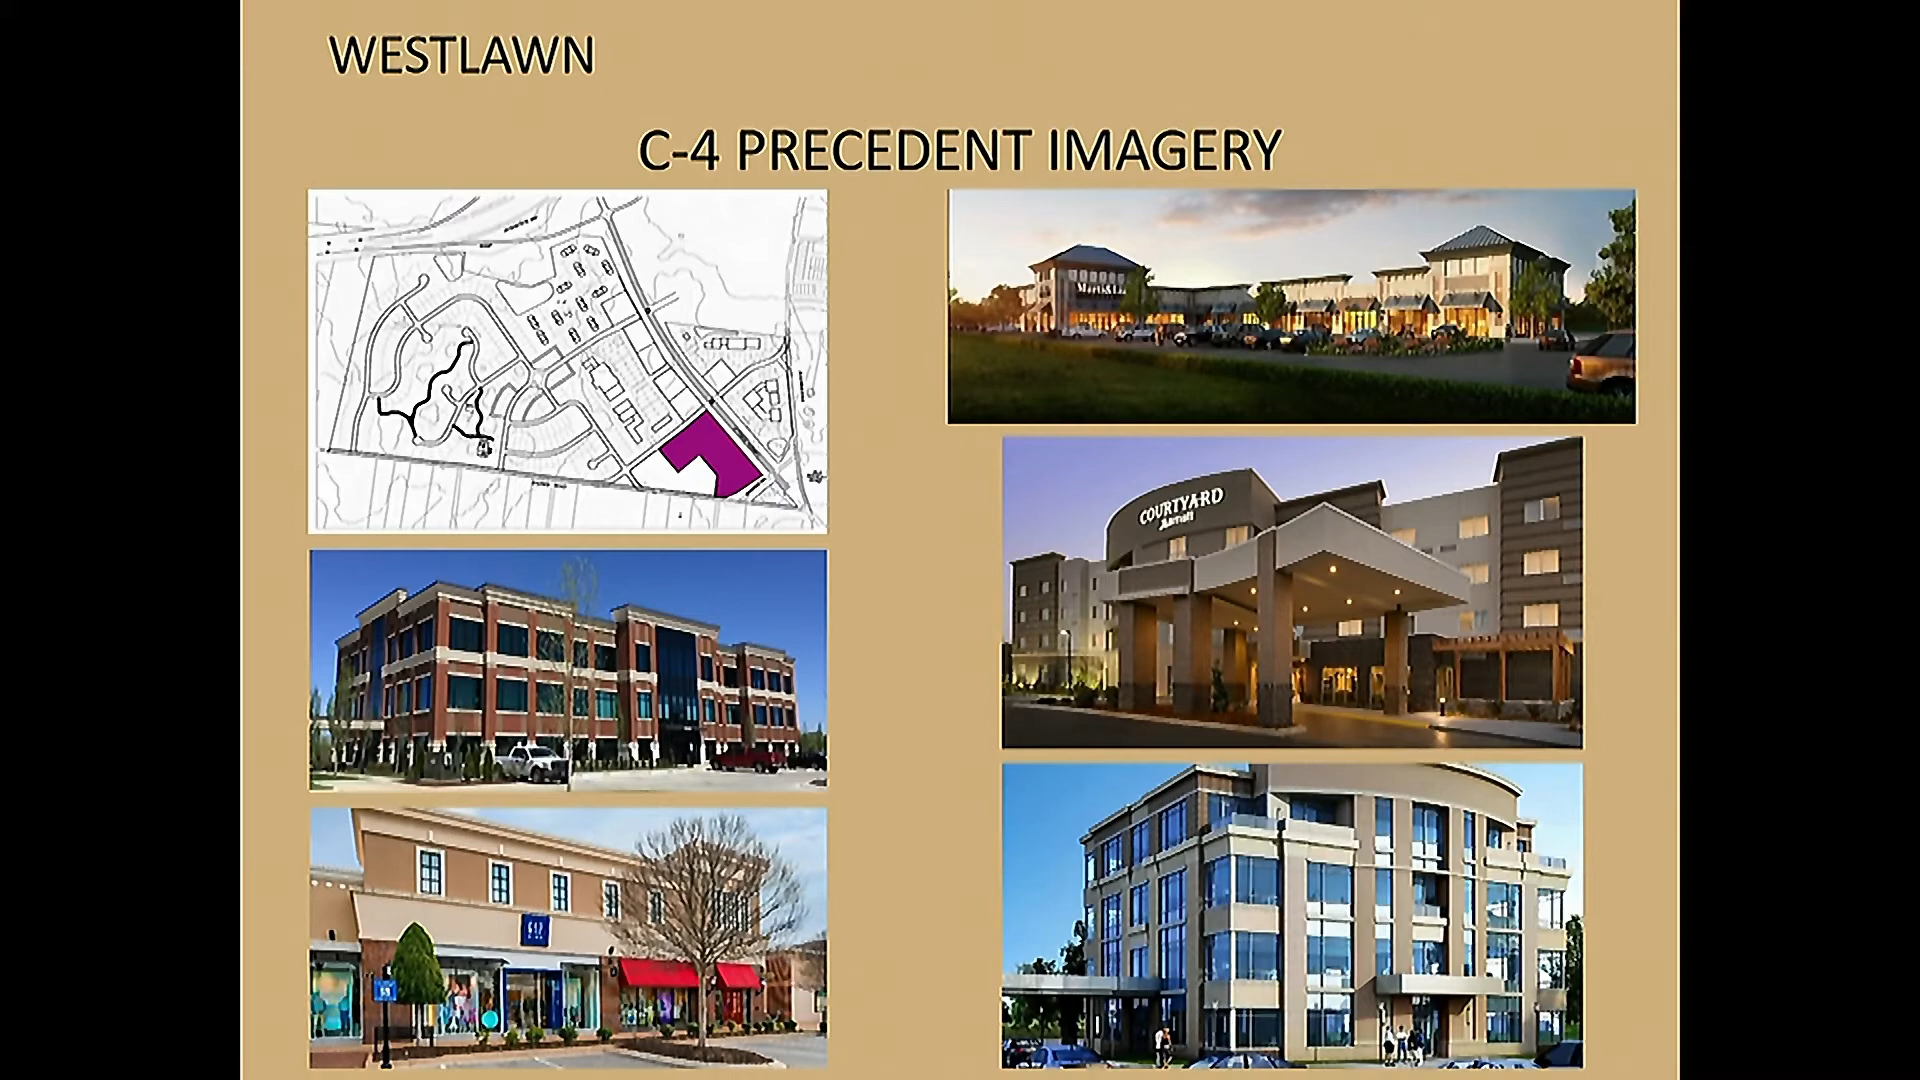 WESTLAWN
C-4 PRECEDENT IMAGERY
COURTYARD
Marriott
GAP